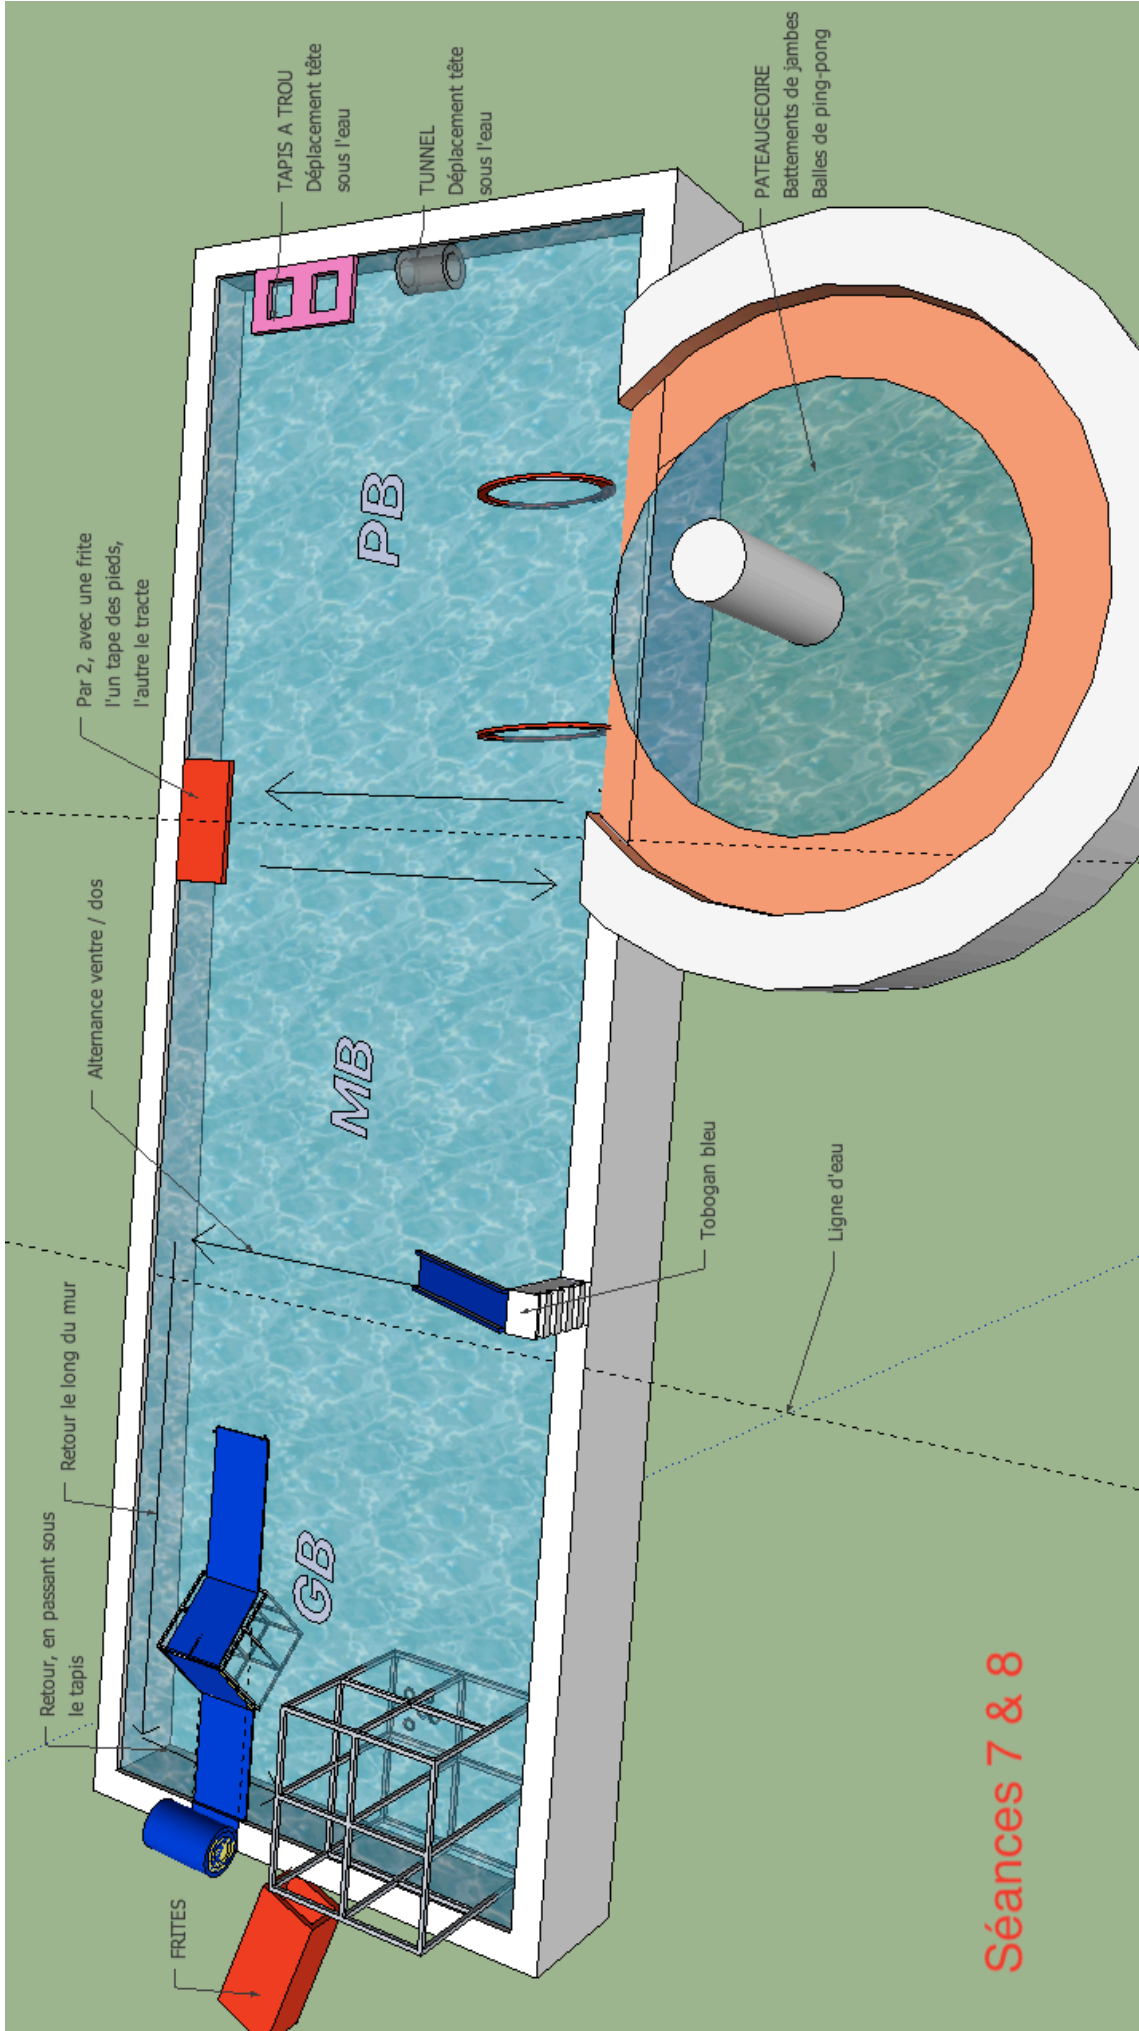 FRITES
Retour, en passant sous
le tapis
Retour le long du mur
Alternance ventre / dos
Par 2, avec une frite
l'un tape des pieds,
l'autre le tracte
TAPIS A TROU
Déplacement tête
sous l'eau
TUNNEL
Déplacement tête
sous l'eau
GB
MB
PB
Tobogan bleu
Ligne d'eau
PATEAUGEOIRE
Battements de jambes
Balles de ping-pong
Séances 7 & 8